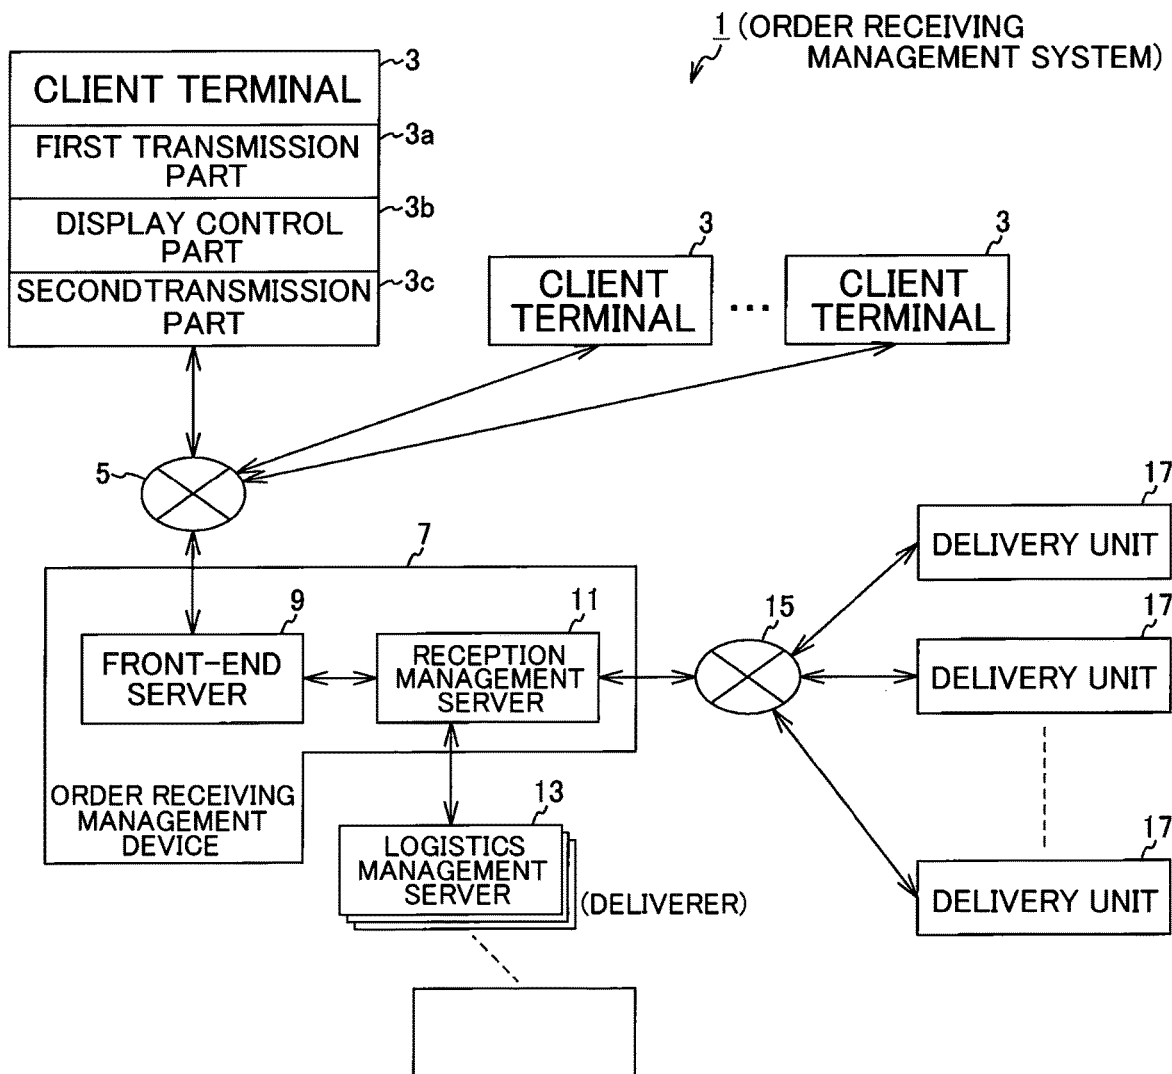 1 (ORDER RECEIVING
MANAGEMENT SYSTEM)
3
CLIENT TERMINAL
3a
FIRST TRANSMISSION
PART
3b
DISPLAY CONTROL
PART
3c
SECONDTRANSMISSION
PART
3
CLIENT
TERMINAL
...
3
CLIENT
TERMINAL
5
7
9
FRONT-END
SERVER
11
RECEPTION
MANAGEMENT
SERVER
15
17
DELIVERY UNIT
17
DELIVERY UNIT
17
DELIVERY UNIT
ORDER RECEIVING
MANAGEMENT
DEVICE
13
LOGISTICS
MANAGEMENT
SERVER
(DELIVERER)